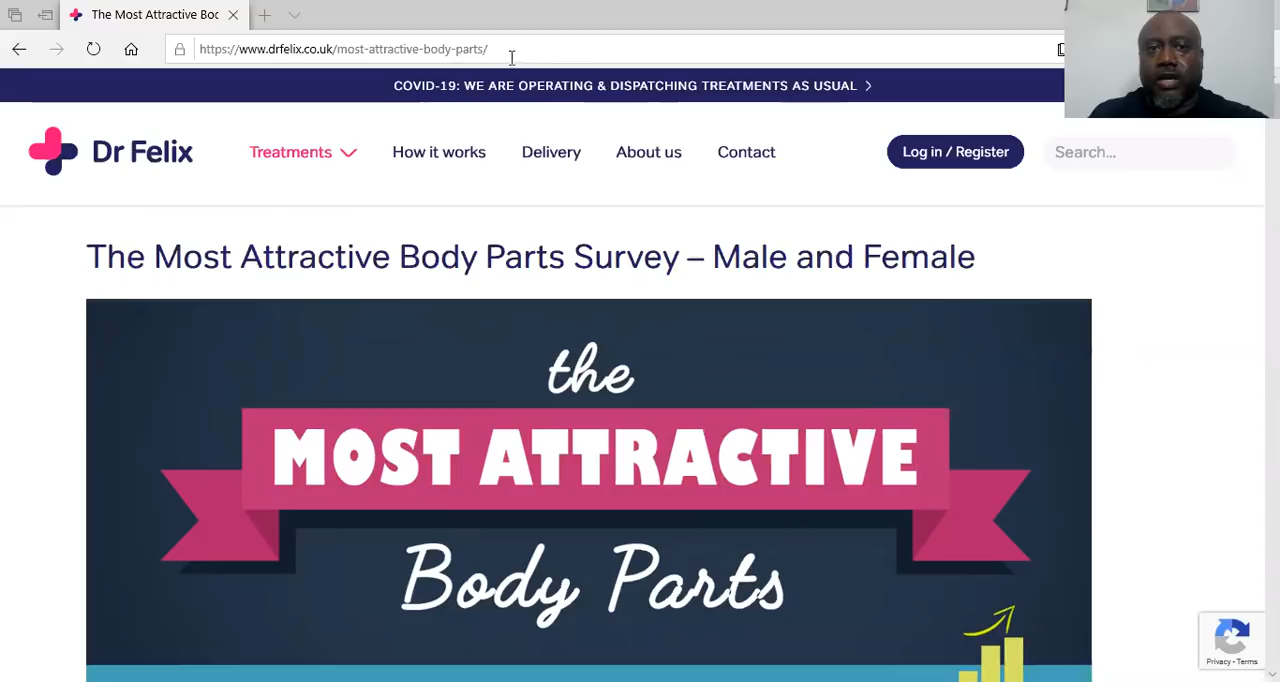 The Most Attractive Boc
https://www.drfelix.co.uk/most-attractive-body-parts/
COVID-19: WE ARE OPERATING & DISPATCHING TREATMENTS AS USUAL
Dr Felix
Treatments
How it works
Delivery
About us
Contact
Log in / Register
Search...
The Most Attractive Body Parts Survey – Male and Female
the
MOST ATTRACTIVE
Body Parts
Privacy - Terms